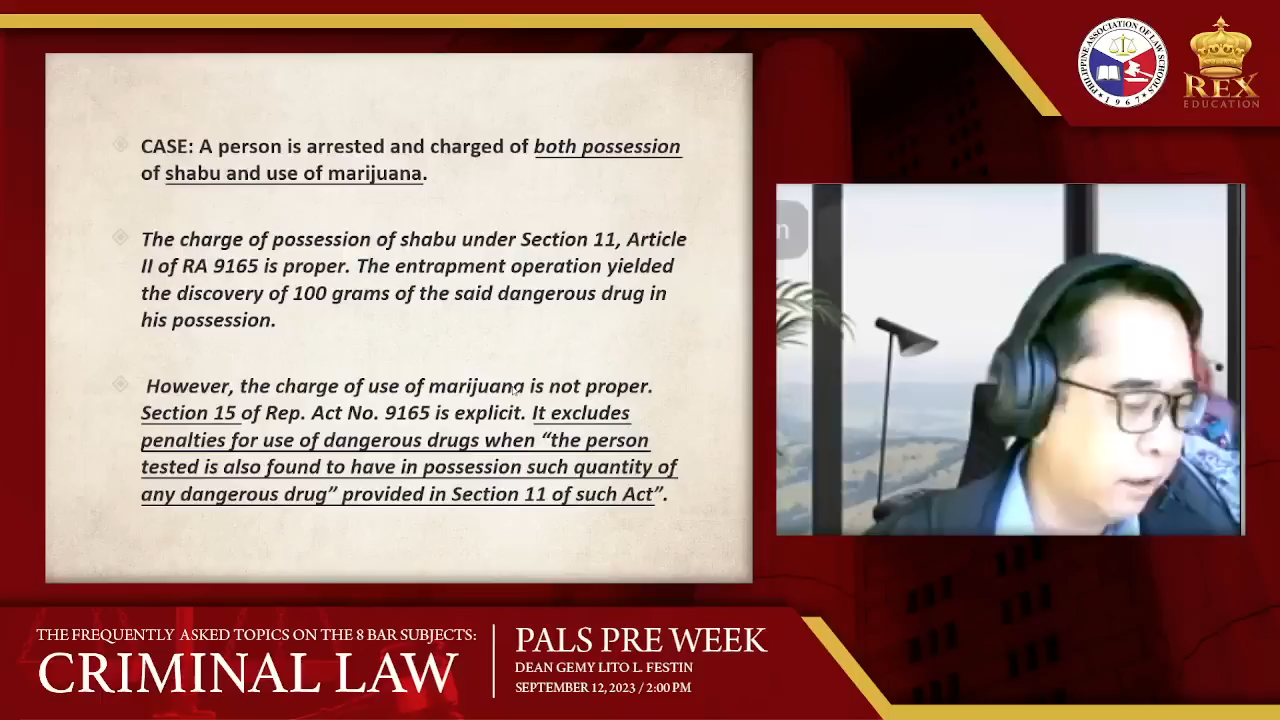 PHILIPPINE ASSOCIATION OF LAW SCHOOLS
1967
REX
EDUCATION
CASE: A person is arrested and charged of both possession
of shabu and use of marijuana.
The charge of possession of shabu under Section 11, Article
II of RA 9165 is proper. The entrapment operation yielded
the discovery of 100 grams of the said dangerous drug in
his possession.
However, the charge of use of marijuana is not proper.
Section 15 of Rep. Act No. 9165 is explicit. It excludes
penalties for use of dangerous drugs when “the person
tested is also found to have in possession such quantity of
any dangerous drug” provided in Section 11 of such Act”.
THE FREQUENTLY ASKED TOPICS ON THE 8 BAR SUBJECTS:
CRIMINAL LAW
PALS PRE WEEK
DEAN GEMY LITO L. FESTIN
SEPTEMBER 12, 2023 / 2:00 PM